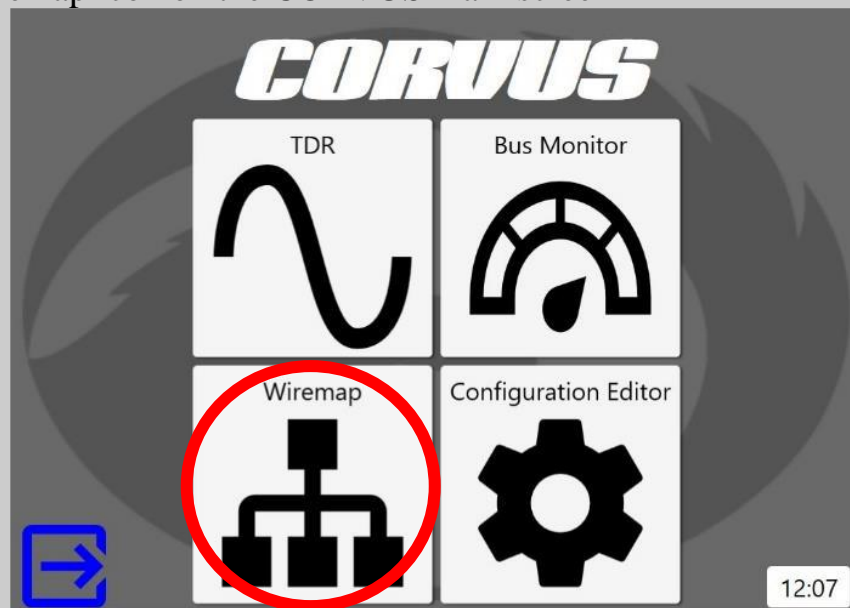 CORVUS
TDR
Bus Monitor
Wiremap
Configuration Editor
12:07